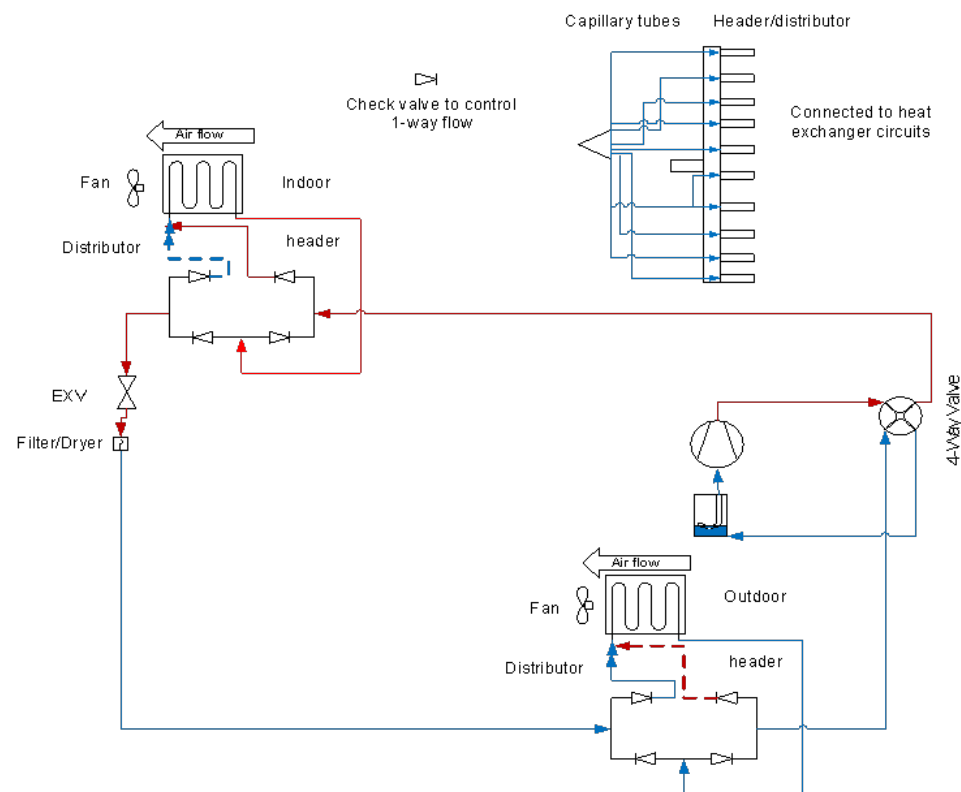 Capillary tubes
Header/distributor
Check valve to control
1-way flow
Connected to heat
exchanger circuits
Air flow
Fan
Indoor
Distributor
header
EXV
Filter/Dryer
4-Way Valve
Air flow
Fan
Outdoor
Distributor
header